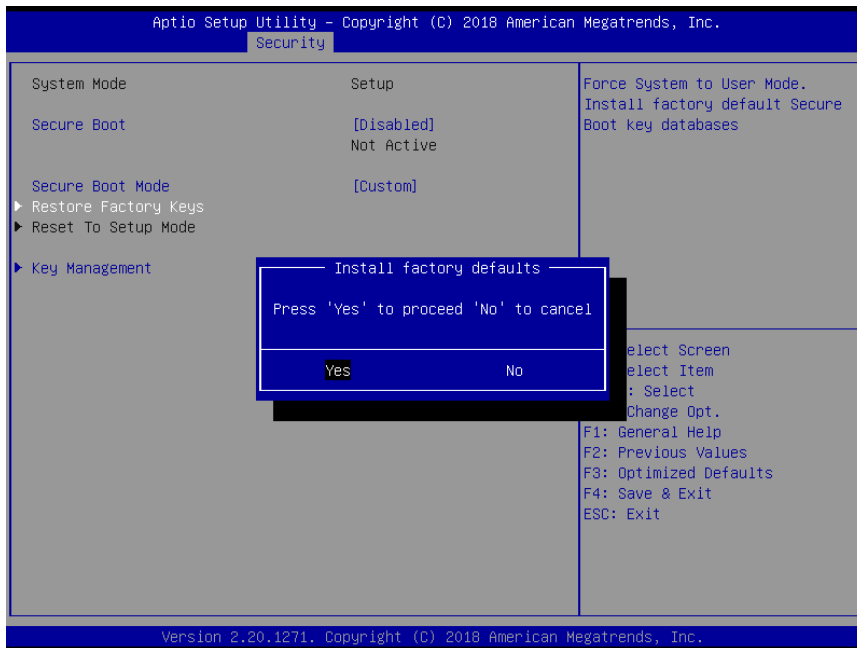 Aptio Setup Utility – Copyright (C) 2018 American Megatrends, Inc.
Security
System Mode Setup
Secure Boot [Disabled]
Not Active
Secure Boot Mode [Custom]
Restore Factory Keys
Reset To Setup Mode
Key Management
Force System to User Mode.
Install factory default Secure
Boot key databases
Install factory defaults
Press 'Yes' to proceed 'No' to cancel
Yes No
elect Screen
elect Item
: Select
Change Opt.
F1: General Help
F2: Previous Values
F3: Optimized Defaults
F4: Save & Exit
ESC: Exit
Version 2.20.1271. Copyright (C) 2018 American Megatrends, Inc.